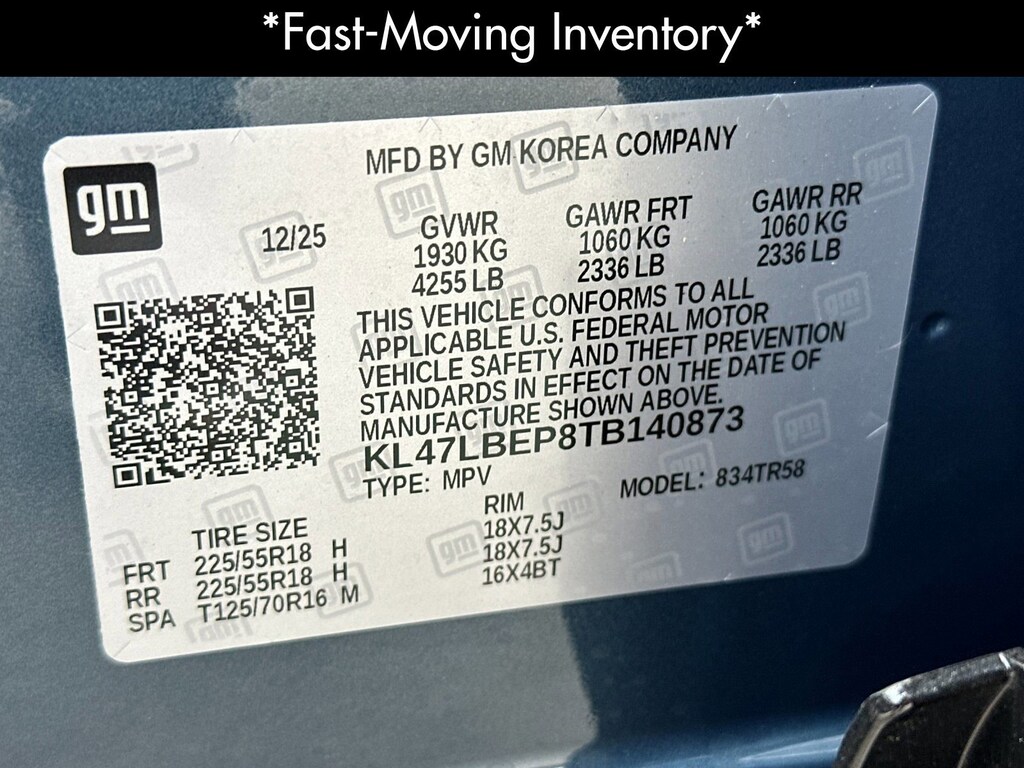 *Fast-Moving Inventory*
gm
MFD BY GM KOREA COMPANY
12/25
GVWR GAWR FRT GAWR RR
1930 KG 1060 KG 1060 KG
4255 LB 2336 LB 2336 LB
THIS VEHICLE CONFORMS TO ALL
APPLICABLE U.S. FEDERAL MOTOR
VEHICLE SAFETY AND THEFT PREVENTION
STANDARDS IN EFFECT ON THE DATE OF
MANUFACTURE SHOWN ABOVE.
KL47LBEP8TB140873
TYPE: MPV MODEL: 834TR58
TIRE SIZE RIM
FRT 225/55R18 H 18X7.5J
RR 225/55R18 H 18X7.5J
SPA T125/70R16 M 16X4BT